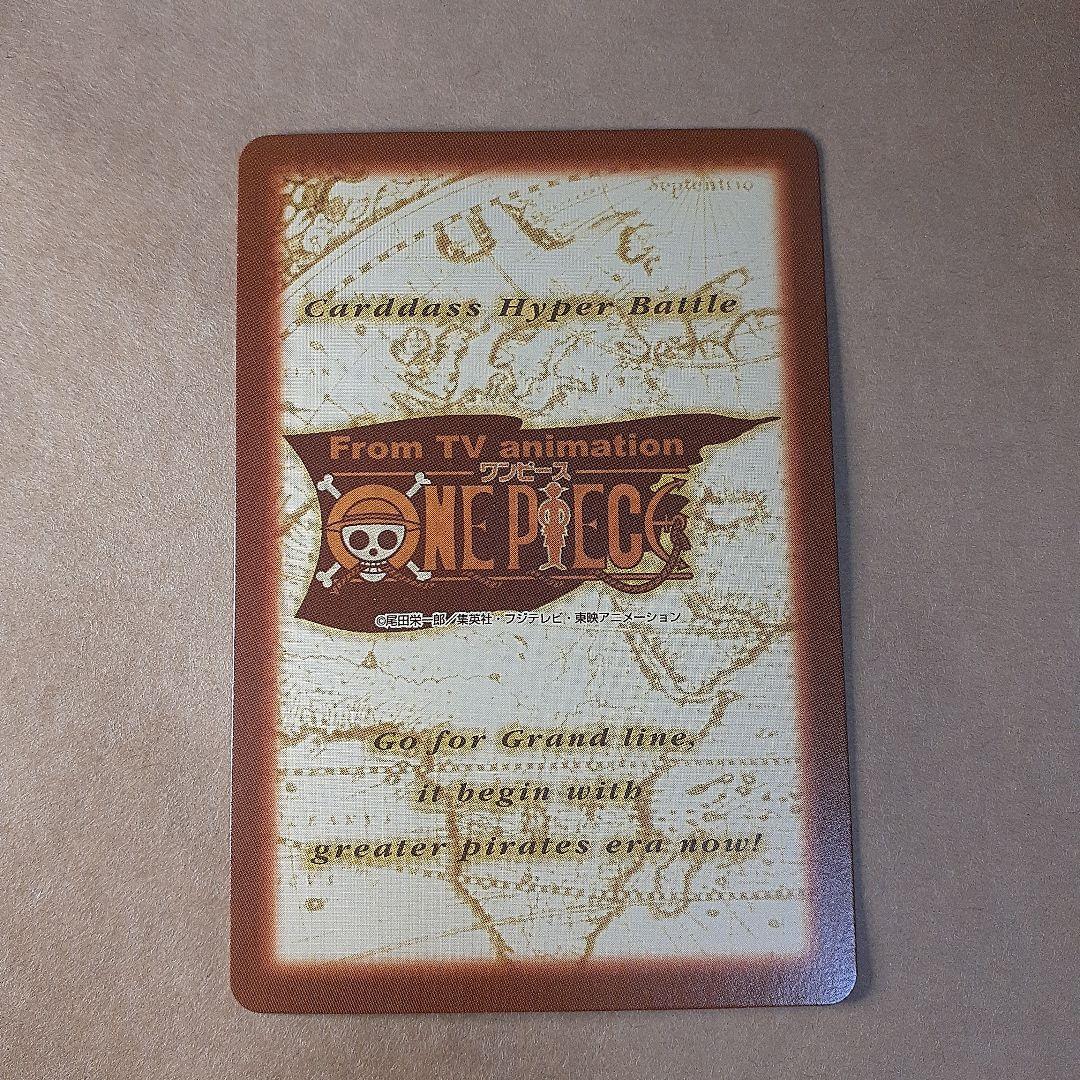 Septentrio
Carddass Hyper Battle
From TV animation
ワンピース
ONE PIECE
©尾田栄一郎／集英社・フジテレビ・東映アニメーション
Go for Grand line,
it begin with
greater pirates era now!